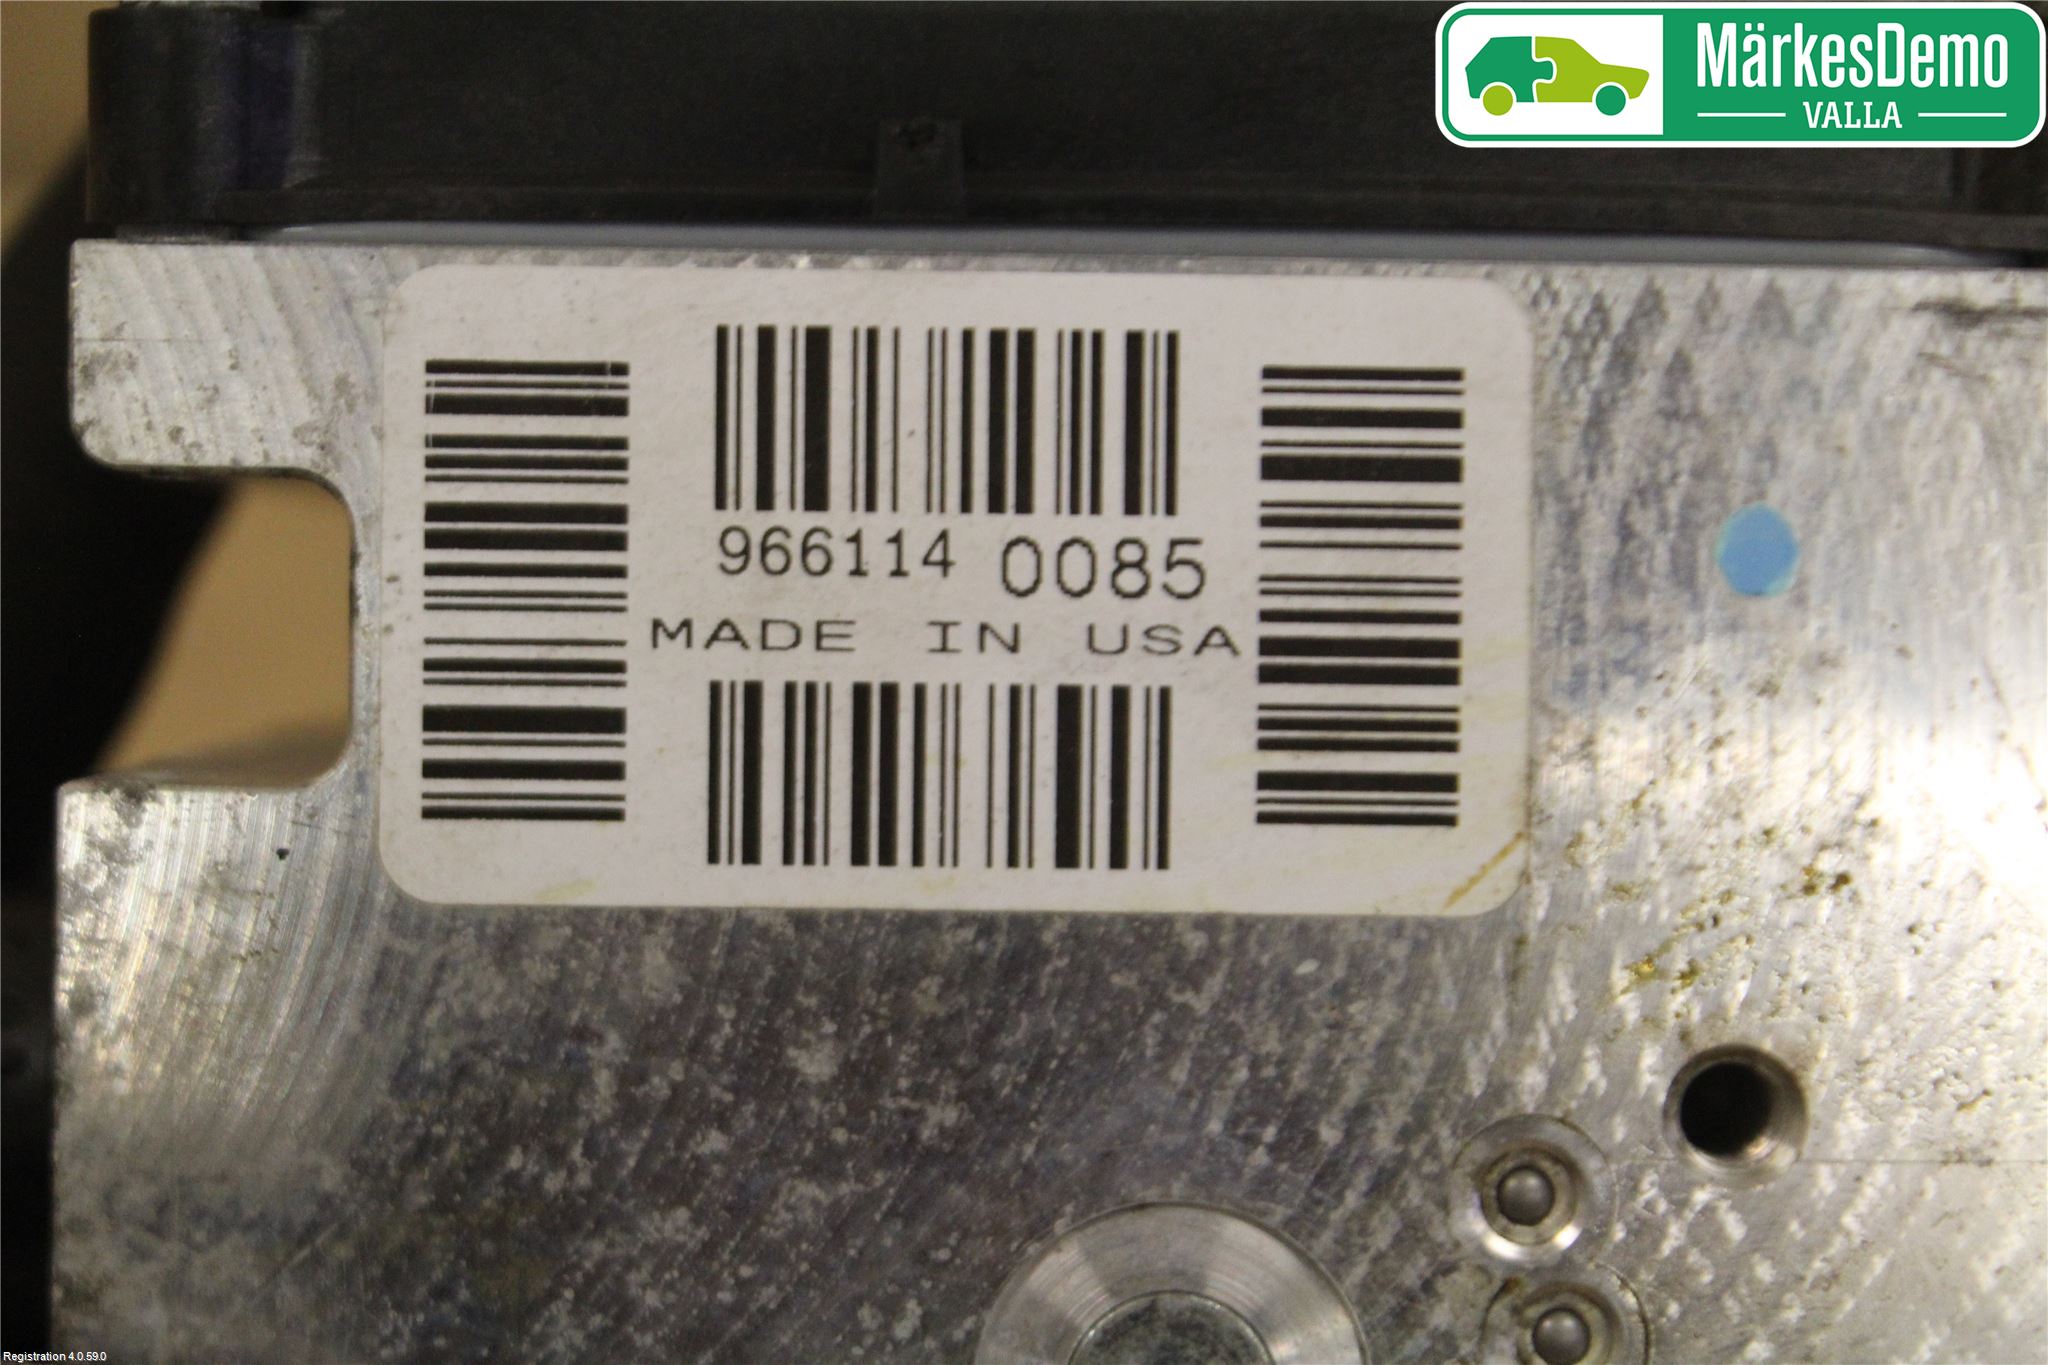 MärkesDemo
VALLA
966114 0085
MADE IN USA
Registration 4.0.59.0